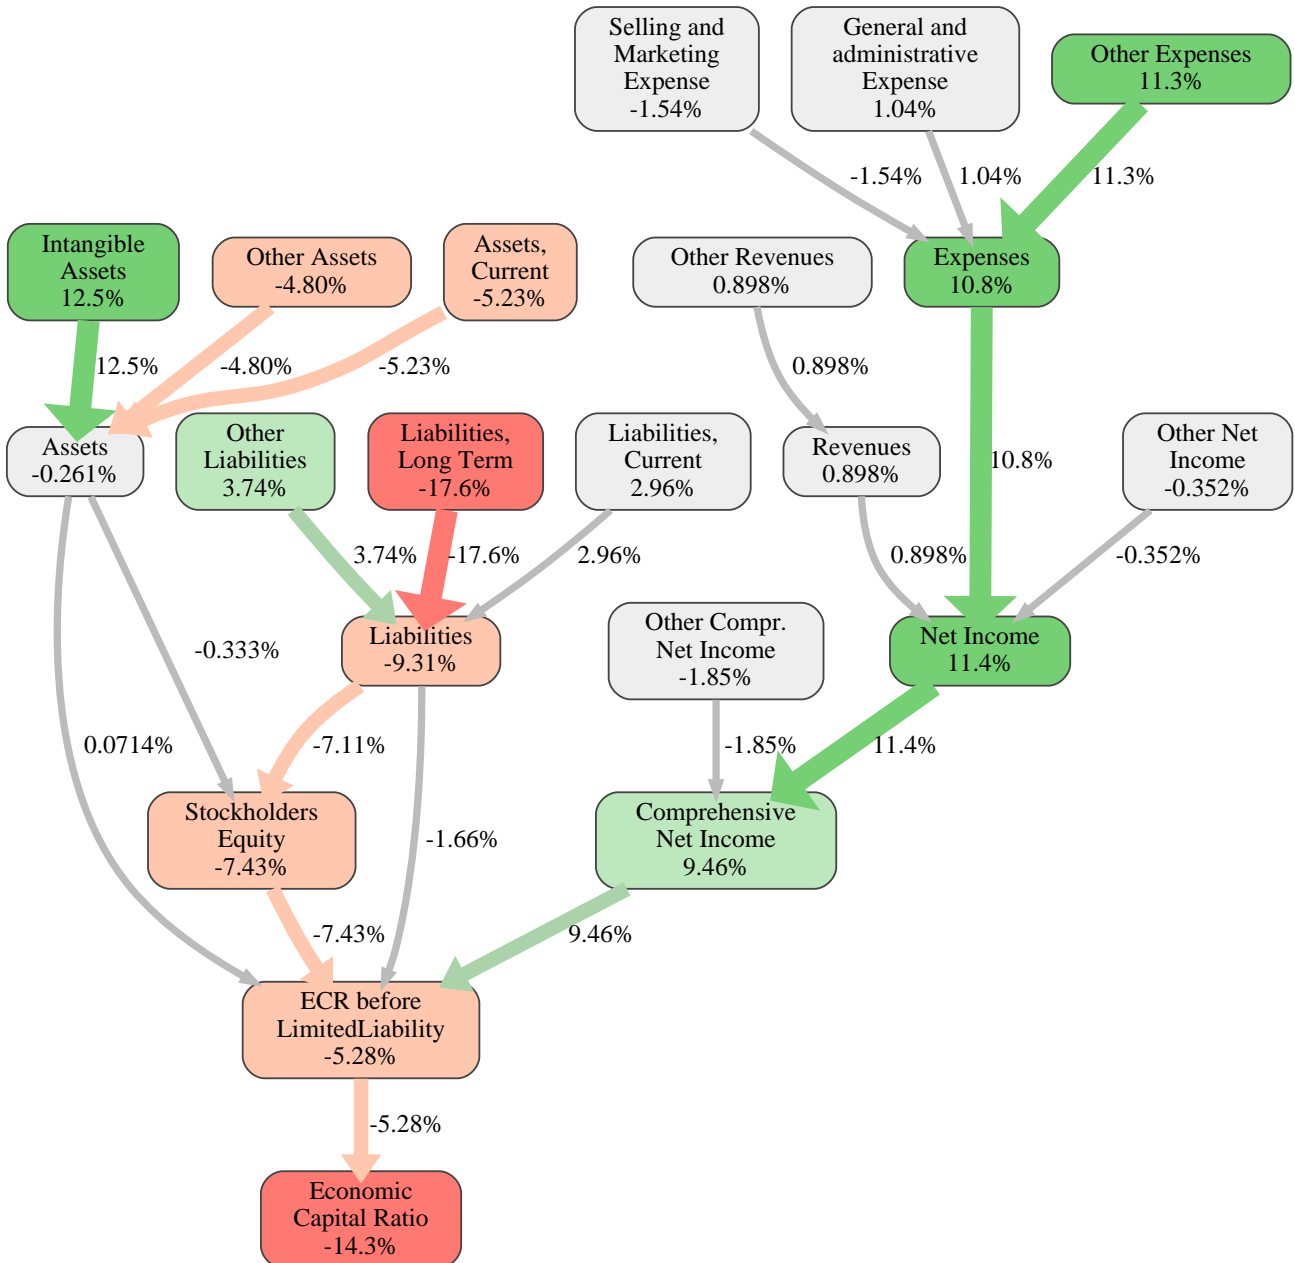 Selling and
Marketing
Expense
-1.54%
General and
administrative
Expense
1.04%
Other Expenses
11.3%
-1.54%
1.04%
11.3%
Intangible
Assets
12.5%
Other Assets
-4.80%
Assets,
Current
-5.23%
Other Revenues
0.898%
Expenses
10.8%
12.5%
-4.80%
-5.23%
0.898%
Assets
-0.261%
Other
Liabilities
3.74%
Liabilities,
Long Term
-17.6%
Liabilities,
Current
2.96%
Revenues
0.898%
10.8%
Other Net
Income
-0.352%
3.74%
-17.6%
2.96%
0.898%
-0.352%
-0.333%
Liabilities
-9.31%
Other Compr.
Net Income
-1.85%
Net Income
11.4%
0.0714%
-7.11%
-1.85%
11.4%
Stockholders
Equity
-7.43%
-1.66%
Comprehensive
Net Income
9.46%
-7.43%
9.46%
ECR before
LimitedLiability
-5.28%
-5.28%
Economic
Capital Ratio
-14.3%